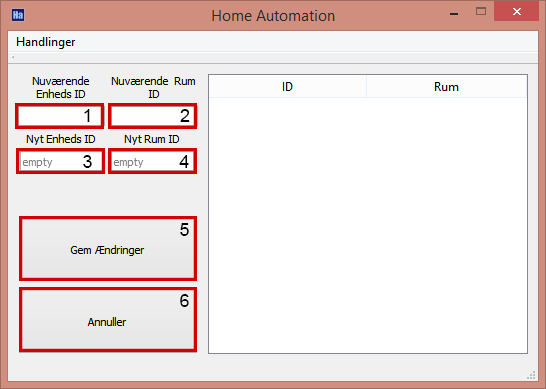 Ha Home Automation
Handlinger
Nuværende
Enheds ID
Nuværende Rum
ID
1
2
Nyt Enheds ID
Nyt Rum ID
empty 3
empty 4
5
Gem Ændringer
6
Annuller
ID
Rum